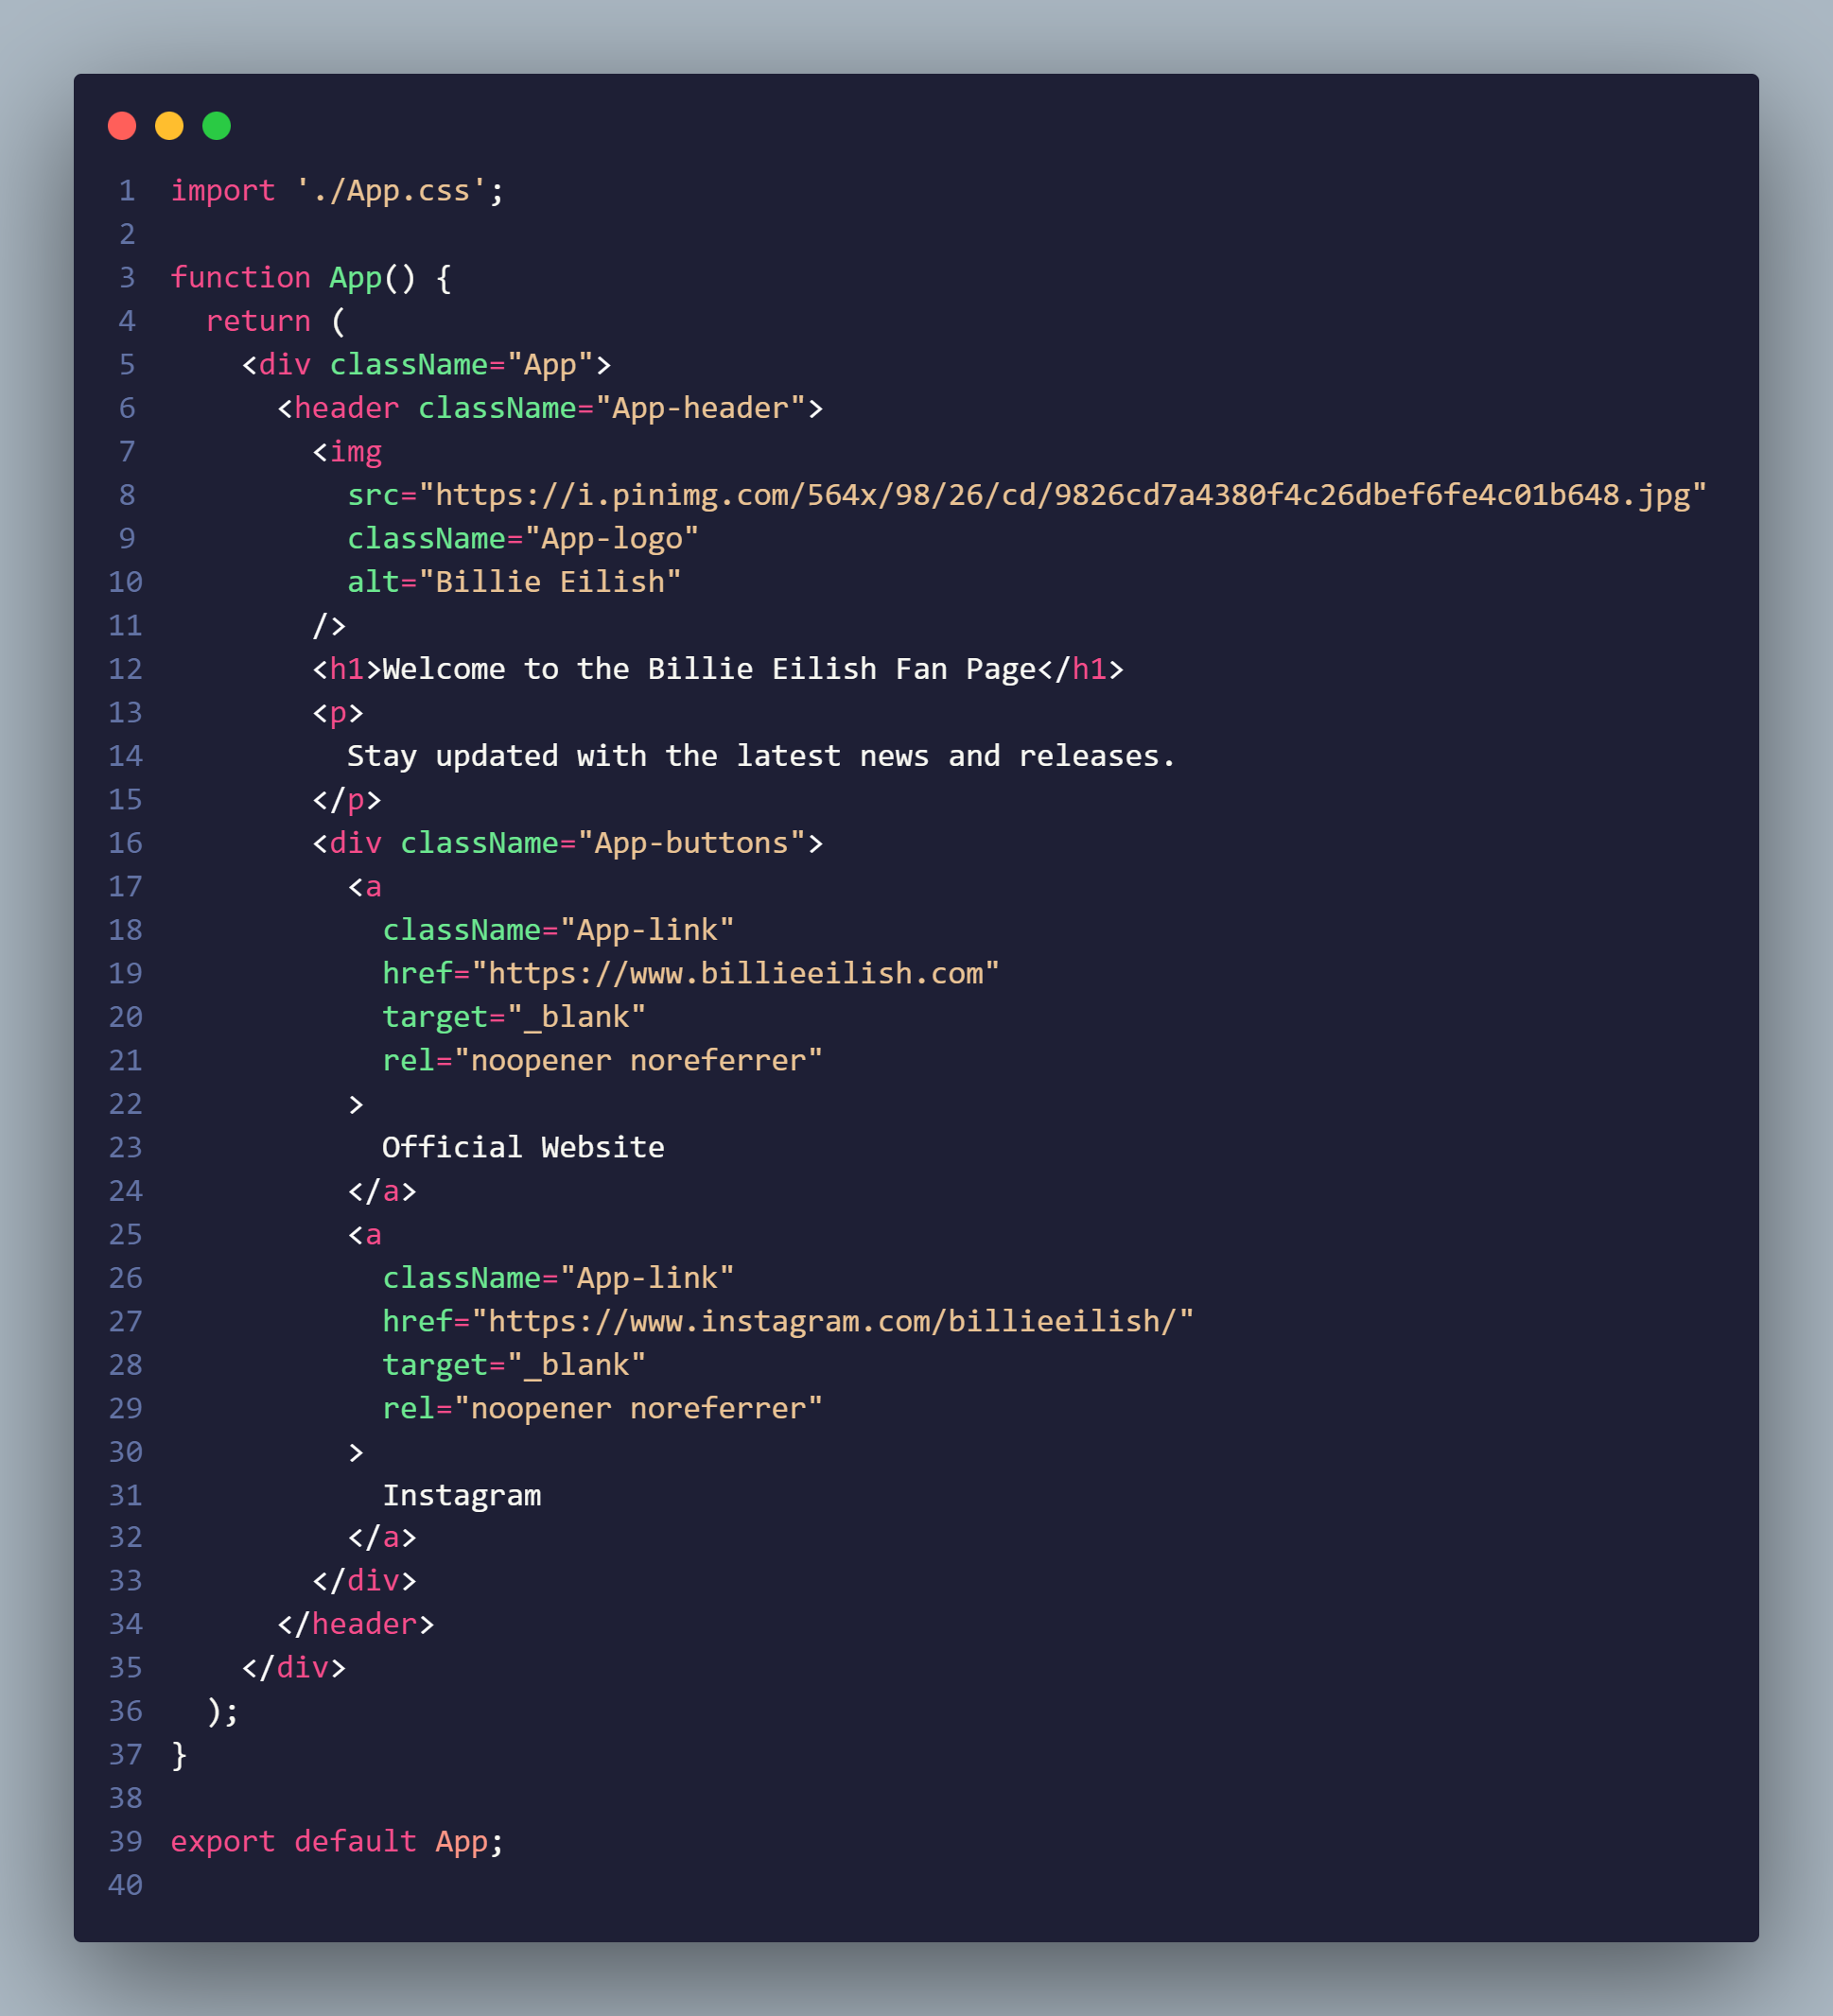 1 import './App.css';
2
3 function App() {
4   return (
5     <div className="App">
6       <header className="App-header">
7         <img
8           src="https://i.pinimg.com/564x/98/26/cd/9826cd7a4380f4c26dbef6fe4c01b648.jpg"
9           className="App-logo"
10           alt="Billie Eilish"
11         />
12         <h1>Welcome to the Billie Eilish Fan Page</h1>
13         <p>
14           Stay updated with the latest news and releases.
15         </p>
16         <div className="App-buttons">
17           <a
18             className="App-link"
19             href="https://www.billieeilish.com"
20             target="_blank"
21             rel="noopener noreferrer"
22           >
23             Official Website
24           </a>
25           <a
26             className="App-link"
27             href="https://www.instagram.com/billieeilish/"
28             target="_blank"
29             rel="noopener noreferrer"
30           >
31             Instagram
32           </a>
33         </div>
34       </header>
35     </div>
36   );
37 }
38
39 export default App;
40